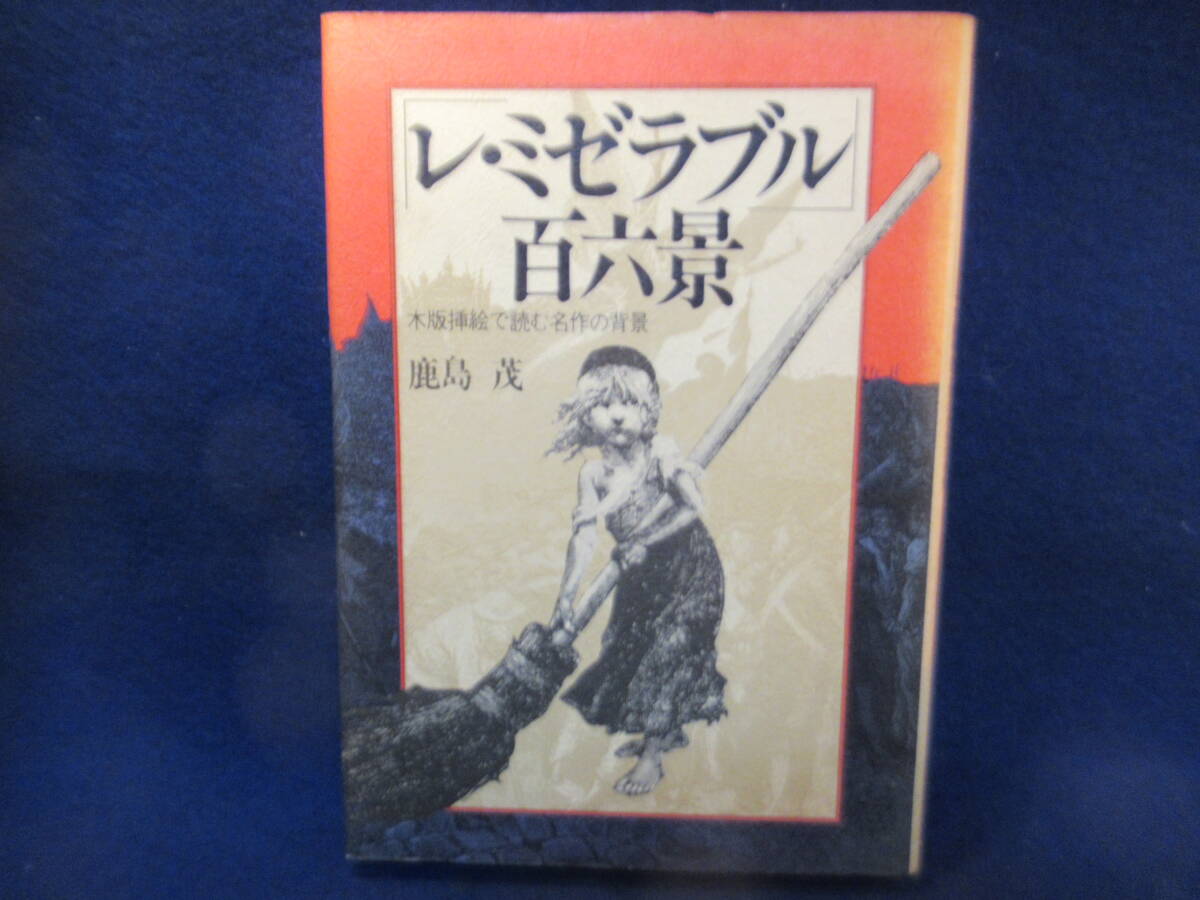 「レ・ミゼラブル」
百六景
木版挿絵で読む名作の背景
鹿島 茂